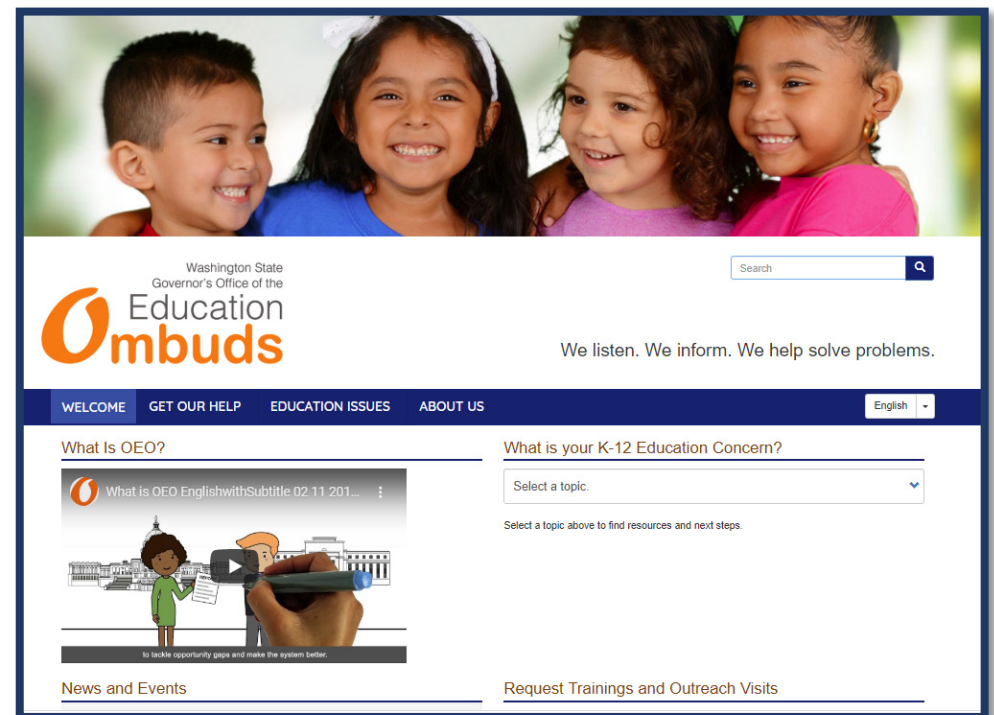 Washington State
Governor's Office of the
Education
Ombuds
Search
We listen. We inform. We help solve problems.
WELCOME GET OUR HELP EDUCATION ISSUES ABOUT US English
What Is OEO?
What is OEO EnglishwithSubtitle 02 11 201...
REPORT
to tackle opportunity gaps and make the system better.
What is your K-12 Education Concern?
Select a topic.
Select a topic above to find resources and next steps.
News and Events
Request Trainings and Outreach Visits